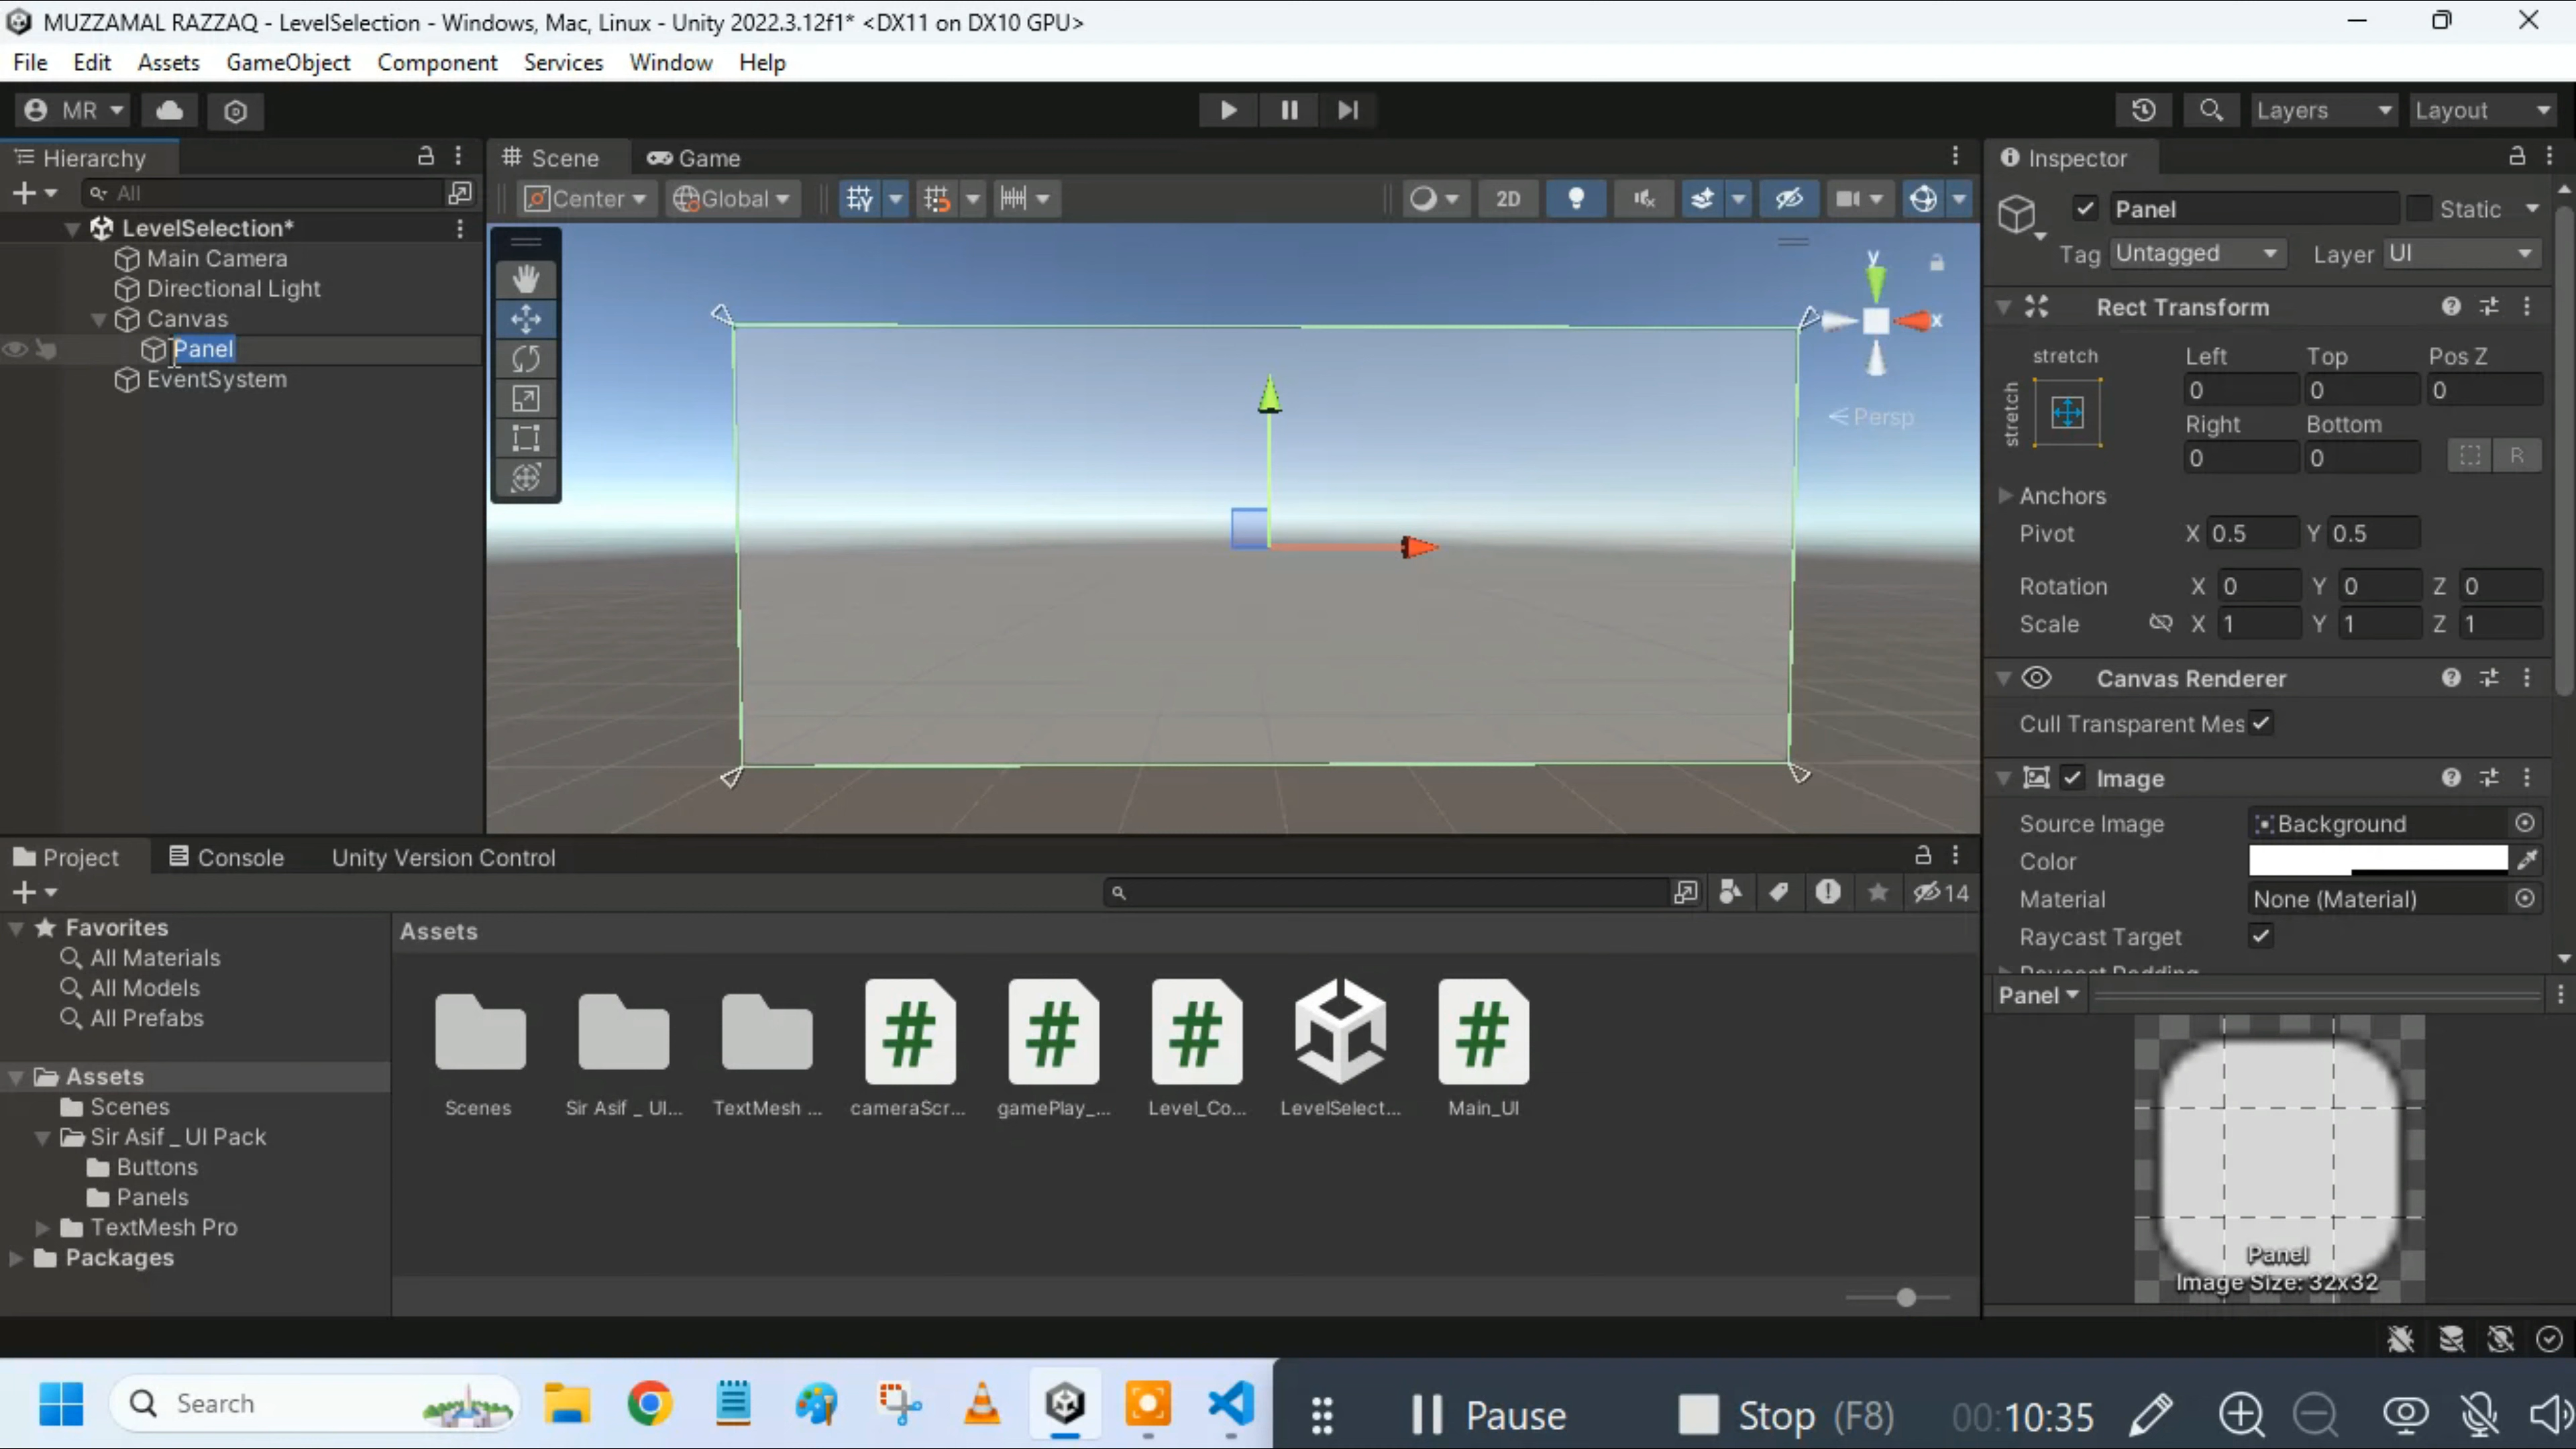 MUZZAMAL RAZZAQ - LevelSelection - Windows, Mac, Linux - Unity 2022.3.12f1* <DX11 on DX10 GPU>
File Edit Assets GameObject Component Services Window Help
MR
Layers Layout
Hierarchy
All
LevelSelection*
Main Camera
Directional Light
Canvas
Panel
EventSystem
Scene Game
Center Global 2D
y
x
Persp
Inspector
Panel Static
Tag Untagged Layer UI
Rect Transform
stretch Left Top Pos Z
stretch
0 0 0
Right Bottom
0 0 R
Anchors
Pivot X 0.5 Y 0.5
Rotation X 0 Y 0 Z 0
Scale X 1 Y 1 Z 1
Canvas Renderer
Cull Transparent Mes
Image
Source Image Background
Color
Material None (Material)
Raycast Target
Panel
Panel
Image Size: 32x32
Project Console Unity Version Control
14
Favorites
All Materials
All Models
All Prefabs
Assets
Scenes
Sir Asif _ UI Pack
Buttons
Panels
TextMesh Pro
Packages
Assets
Scenes Sir Asif _ UI... TextMesh ... cameraScr... gamePlay_... Level_Co... LevelSelect... Main_UI
Search
Pause Stop (F8) 00:10:35